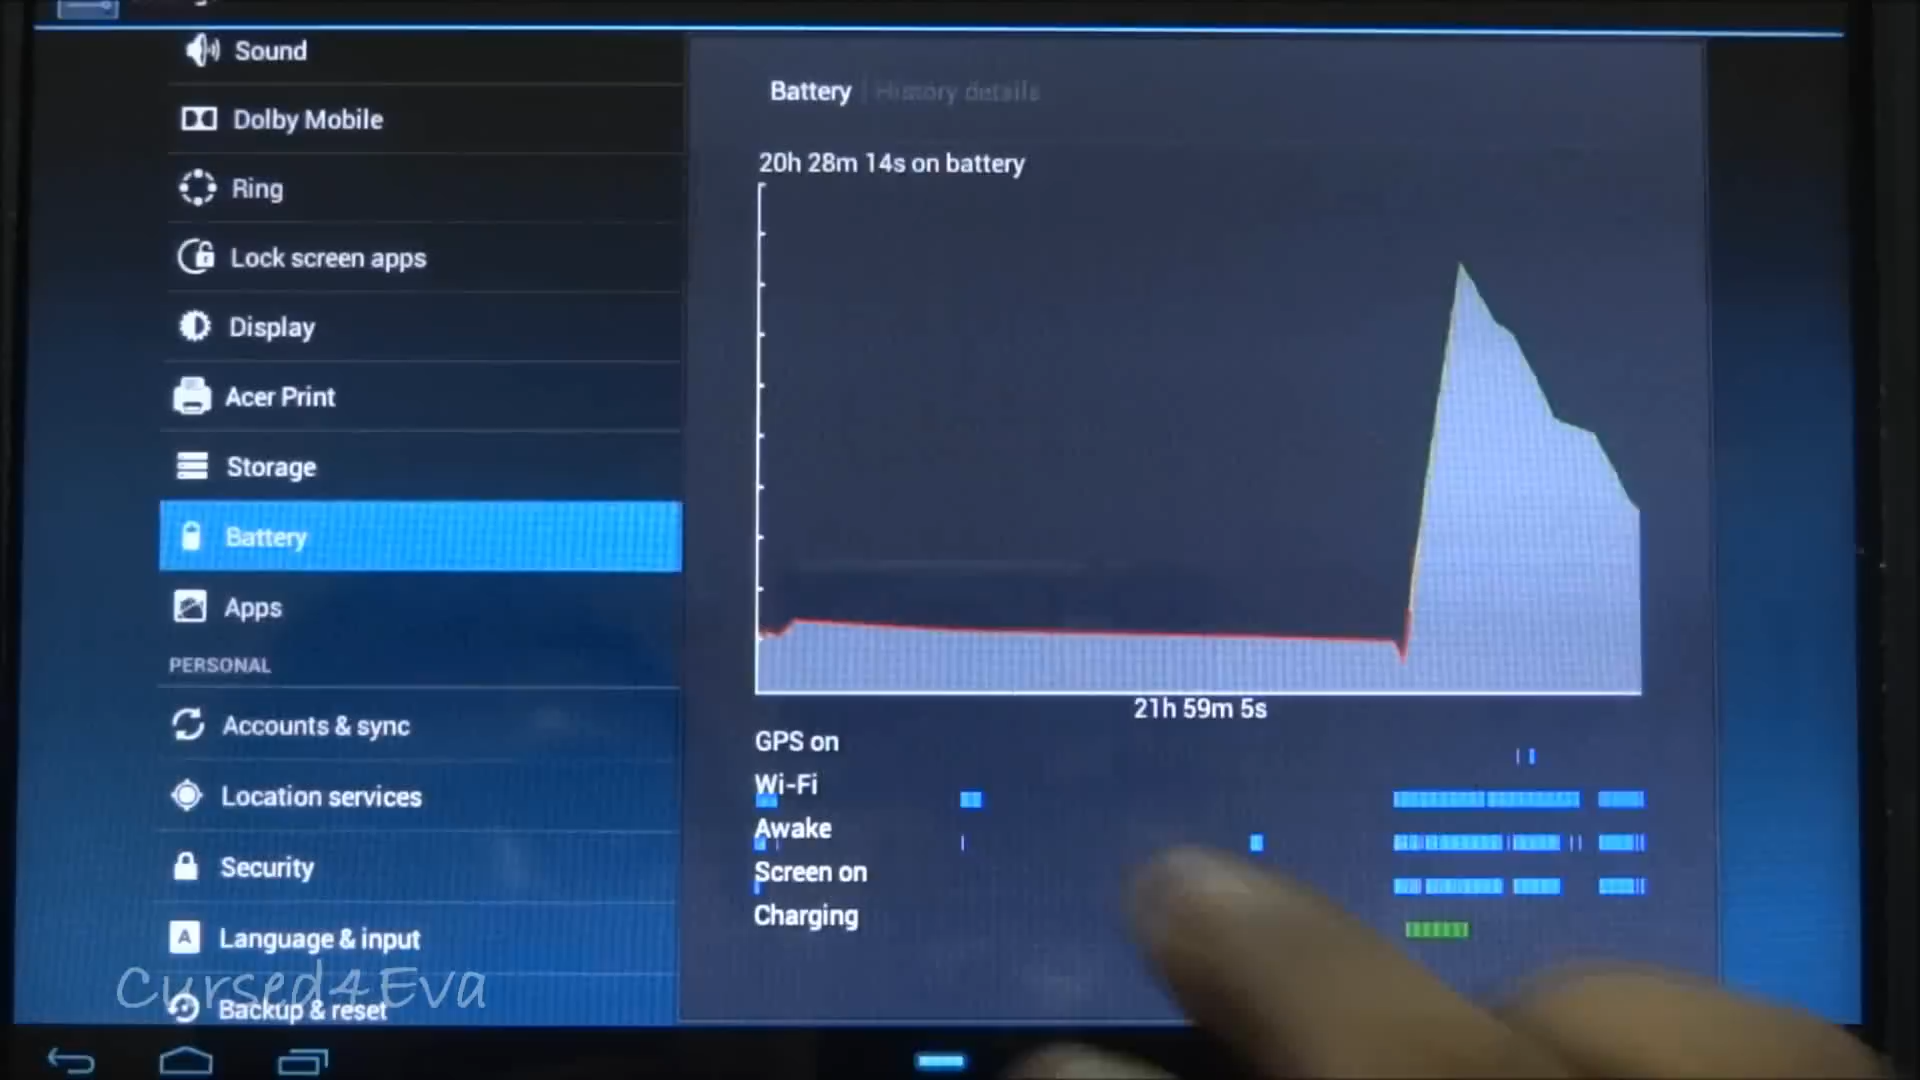 Sound
Dolby Mobile
Ring
Lock screen apps
Display
Acer Print
Storage
Battery
Apps
PERSONAL
Accounts & sync
Location services
Security
Language & input
Backup & reset
Battery
History details
20h 28m 14s on battery
21h 59m 5s
GPS on
Wi-Fi
Awake
Screen on
Charging
A
Cursed4Eva